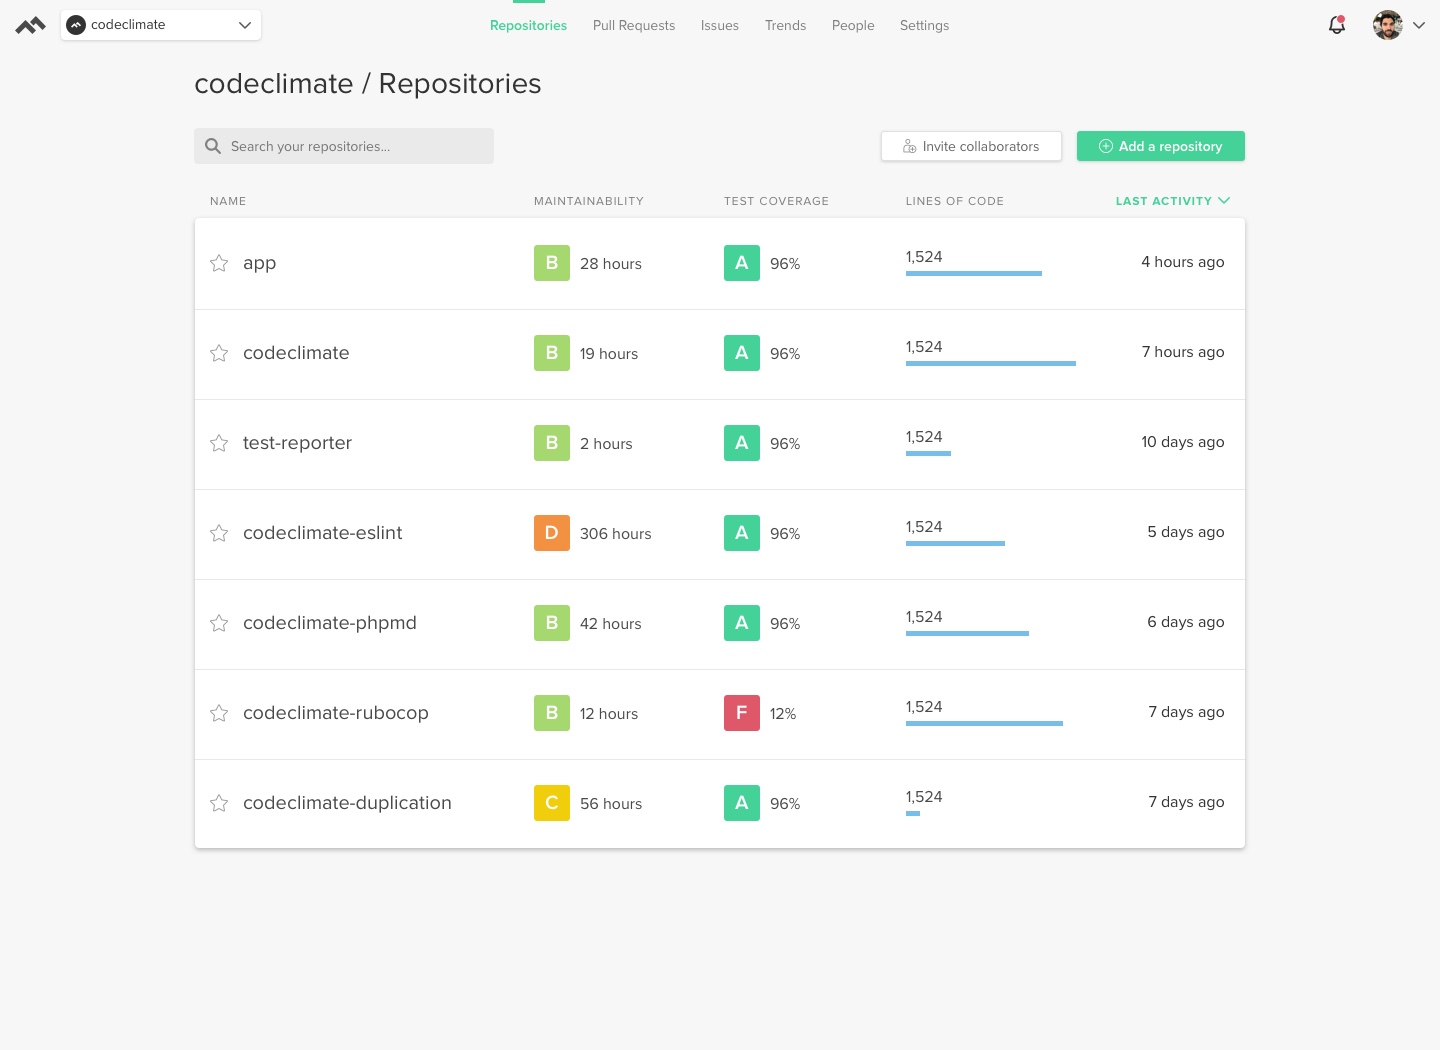 codeclimate Repositories Pull Requests Issues Trends People Settings
codeclimate / Repositories
Search your repositories... Invite collaborators Add a repository
NAME MAINTAINABILITY TEST COVERAGE LINES OF CODE LAST ACTIVITY
app B 28 hours A 96% 1,524 4 hours ago
codeclimate B 19 hours A 96% 1,524 7 hours ago
test-reporter B 2 hours A 96% 1,524 10 days ago
codeclimate-eslint D 306 hours A 96% 1,524 5 days ago
codeclimate-phpmd B 42 hours A 96% 1,524 6 days ago
codeclimate-rubocop B 12 hours F 12% 1,524 7 days ago
codeclimate-duplication C 56 hours A 96% 1,524 7 days ago